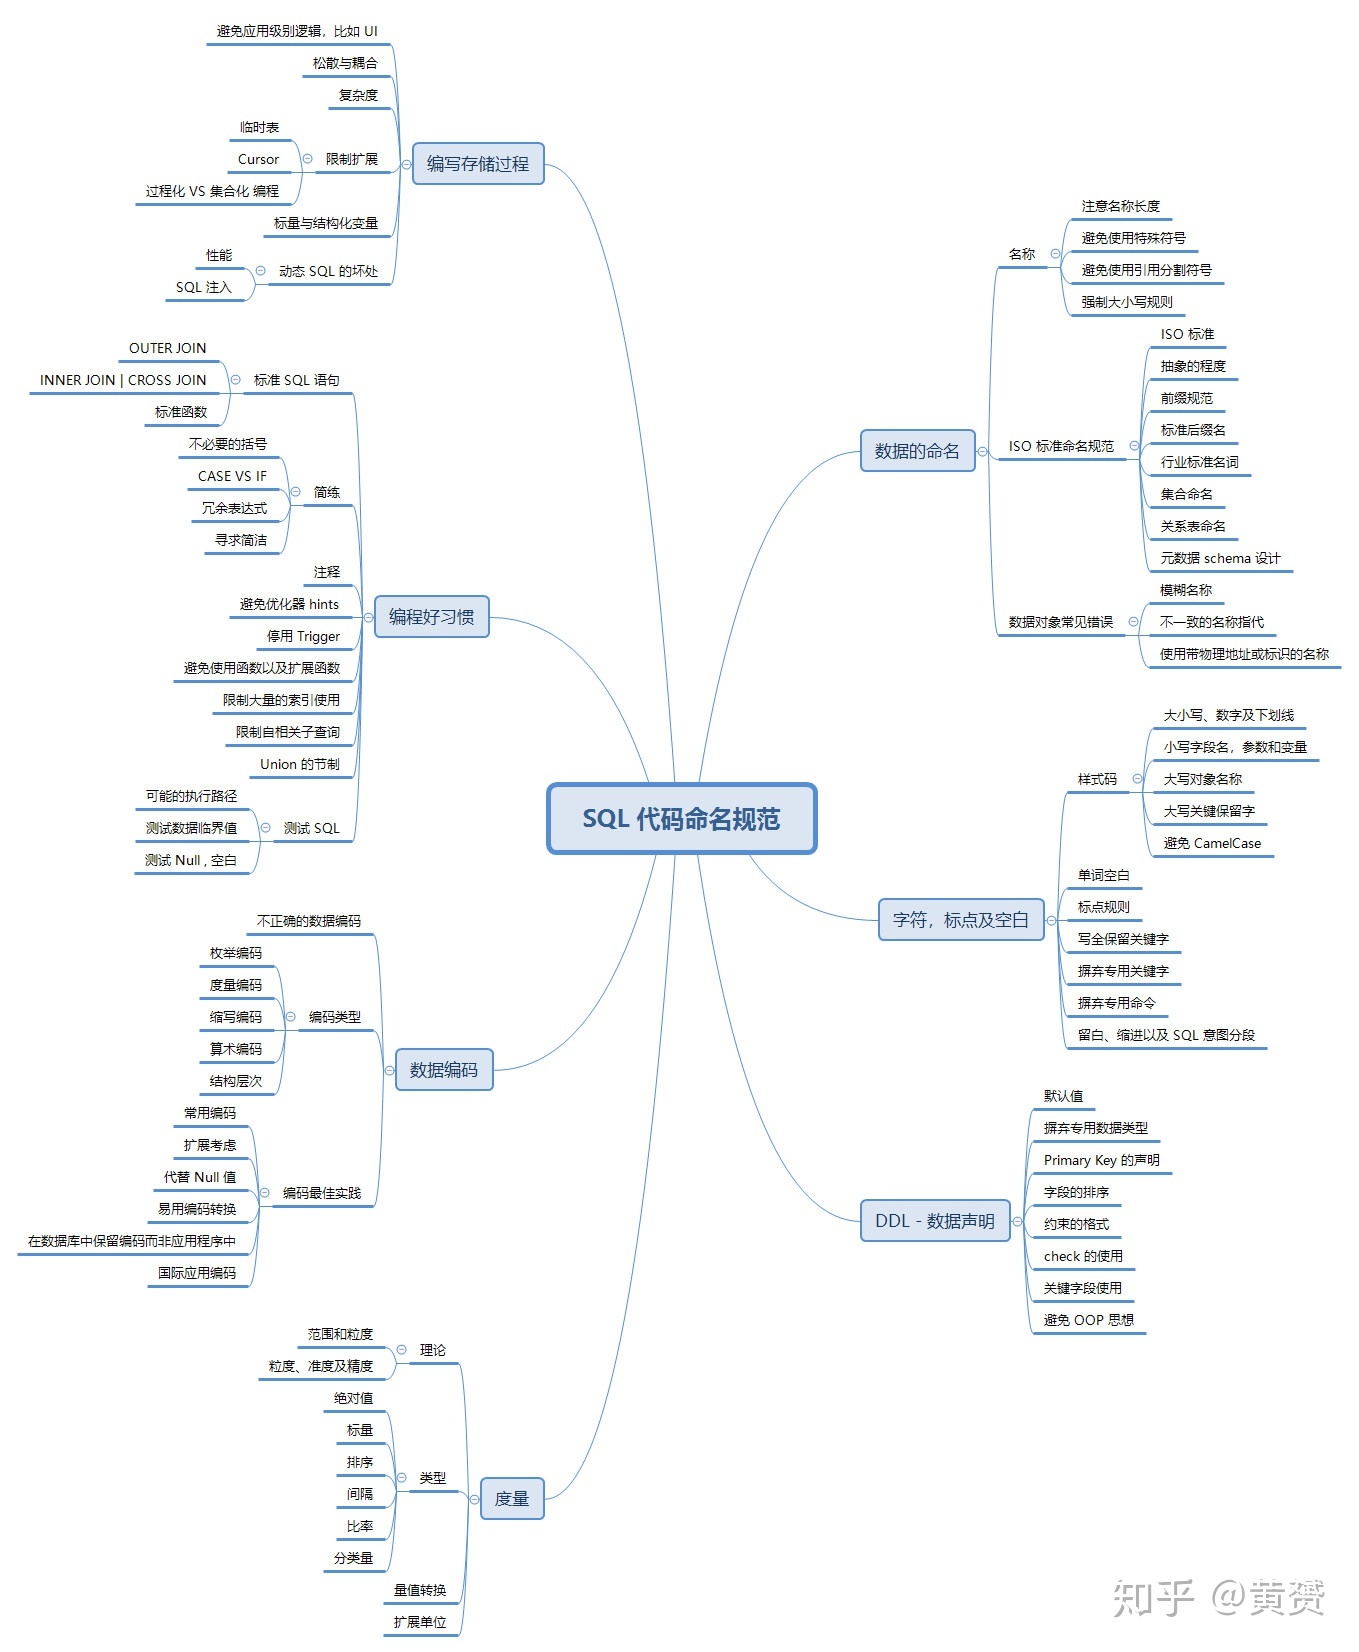 SQL 代码命名规范
数据的命名
名称
注意名称长度
避免使用特殊符号
避免使用引用分割符号
强制大小写规则
ISO 标准命名规范
ISO 标准
抽象的程度
前缀规范
标准后缀名
行业标准名词
集合命名
关系表命名
元数据 schema 设计
数据对象常见错误
模糊名称
不一致的名称指代
使用带物理地址或标识的名称
字符，标点及空白
样式码
大小写、数字及下划线
小写字段名，参数和变量
大写对象名称
大写关键保留字
避免 CamelCase
单词空白
标点规则
写全保留关键字
摒弃专用关键字
摒弃专用命令
留白、缩进以及 SQL 意图分段
DDL - 数据声明
默认值
摒弃专用数据类型
Primary Key 的声明
字段的排序
约束的格式
check 的使用
关键字段使用
避免 OOP 思想
编写存储过程
避免应用级别逻辑，比如 UI
松散与耦合
复杂度
限制扩展
临时表
Cursor
过程化 VS 集合化 编程
标量与结构化变量
动态 SQL 的坏处
性能
SQL 注入
编程好习惯
标准 SQL 语句
OUTER JOIN
INNER JOIN | CROSS JOIN
标准函数
简练
不必要的括号
CASE VS IF
冗余表达式
寻求简洁
注释
避免优化器 hints
停用 Trigger
避免使用函数以及扩展函数
限制大量的索引使用
限制自相关子查询
Union 的节制
测试 SQL
可能的执行路径
测试数据临界值
测试 Null , 空白
数据编码
不正确的数据编码
编码类型
枚举编码
度量编码
缩写编码
算术编码
结构层次
编码最佳实践
常用编码
扩展考虑
代替 Null 值
易用编码转换
在数据库中保留编码而非应用程序中
国际应用编码
度量
理论
范围和粒度
粒度、准度及精度
类型
绝对值
标量
排序
间隔
比率
分类量
量值转换
扩展单位
知乎 @黄赟